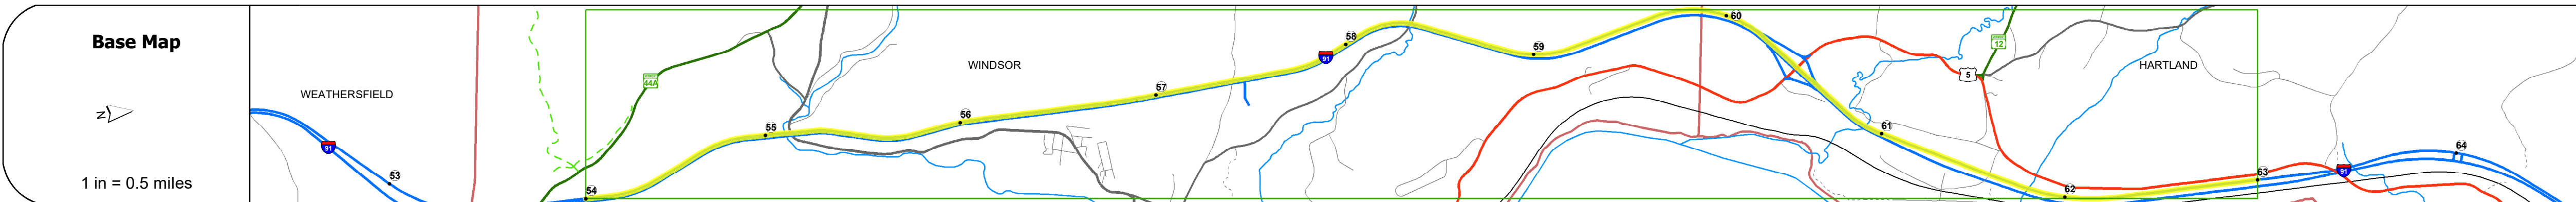 Base Map
N
1 in = 0.5 miles
WEATHERSFIELD
91
53
44A
54
55
WINDSOR
56
57
91
58
59
60
61
5
12
HARTLAND
62
63
91
64